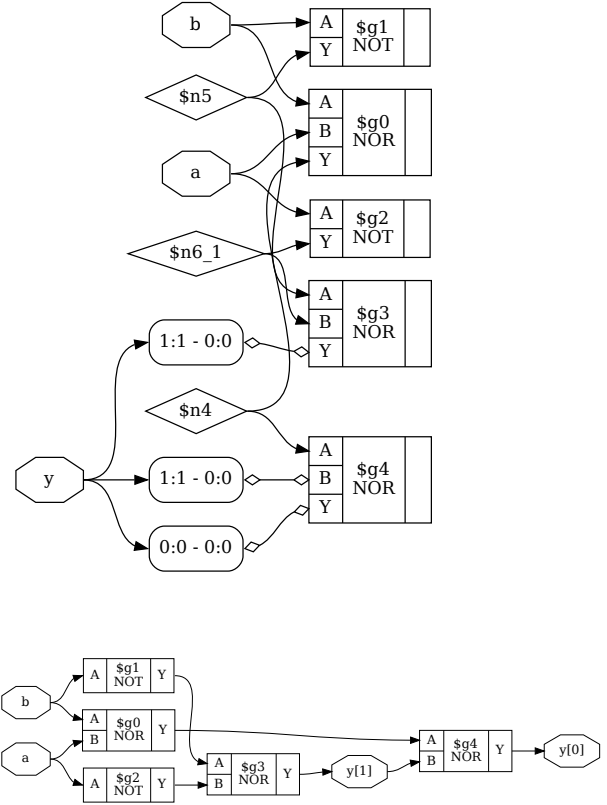 b
A
$g1
NOT
Y
$n5
A
$g0
NOR
B
Y
a
A
$g2
NOT
Y
$n6_1
A
$g3
NOR
B
Y
1:1 - 0:0
$n4
A
$g4
NOR
B
Y
y
1:1 - 0:0
0:0 - 0:0
A
$g1
NOT
Y
b
A
B
$g0
NOR
Y
a
A
$g2
NOT
Y
A
B
$g3
NOR
Y
y[1]
A
B
$g4
NOR
Y
y[0]